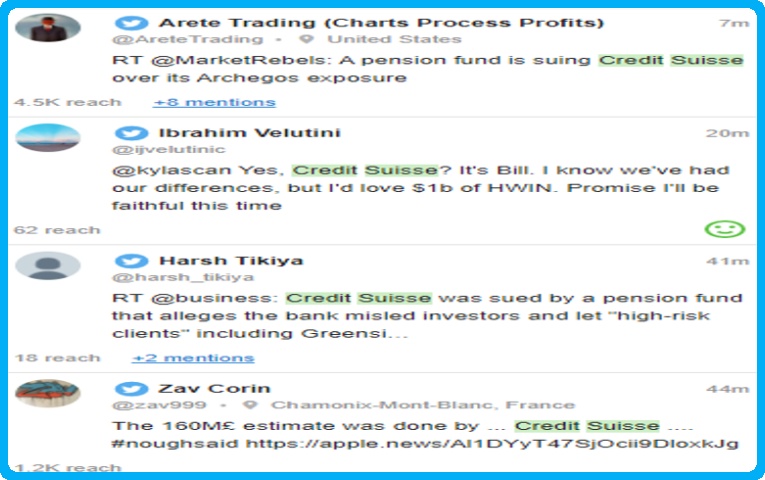 Arete Trading (Charts Process Profits) 7m
@AreteTrading • United States
RT @MarketRebels: A pension fund is suing Credit Suisse
over its Archegos exposure
4.5K reach +8 mentions
Ibrahim Velutini 20m
@ijvelutinic
@kylascan Yes, Credit Suisse? It's Bill. I know we've had
our differences, but I'd love $1b of HWIN. Promise I'll be
faithful this time
62 reach
Harsh Tikiya 41m
@harsh_tikiya
RT @business: Credit Suisse was sued by a pension fund
that alleges the bank misled investors and let "high-risk
clients" including Greensi...
18 reach +2 mentions
Zav Corin 44m
@zav999 • Chamonix-Mont-Blanc, France
The 160M£ estimate was done by ... Credit Suisse ....
#noughsaid https://apple.news/AI1DYyT47SjOcii9DIoxkJg
1.2K reach